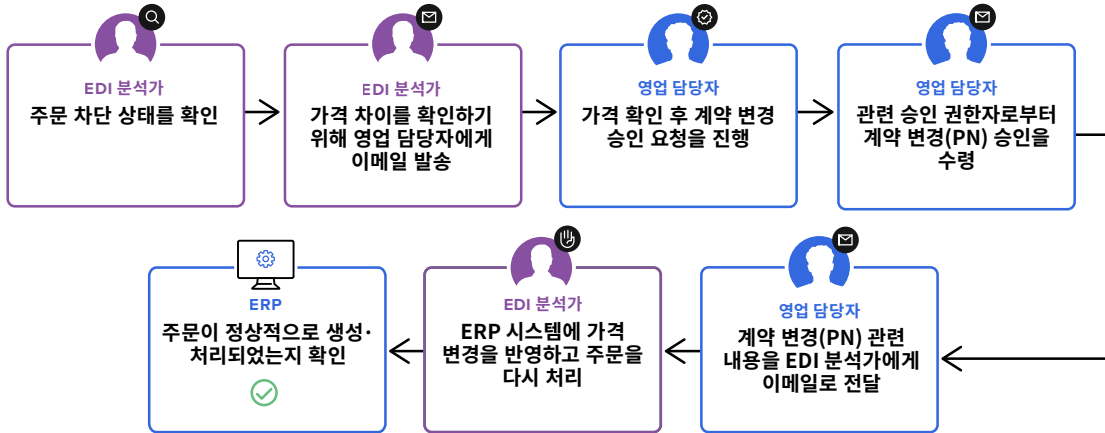 EDI 분석가
주문 차단 상태를 확인
EDI 분석가
가격 차이를 확인하기
위해 영업 담당자에게
이메일 발송
영업 담당자
가격 확인 후 계약 변경
승인 요청을 진행
영업 담당자
관련 승인 권한자로부터
계약 변경(PN) 승인을
수령
영업 담당자
계약 변경(PN) 관련
내용을 EDI 분석가에게
이메일로 전달
EDI 분석가
ERP 시스템에 가격
변경을 반영하고 주문을
다시 처리
ERP
주문이 정상적으로 생성·
처리되었는지 확인